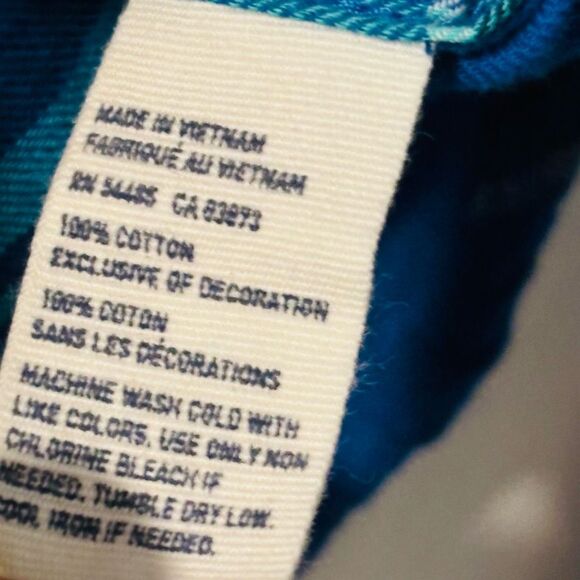 MADE IN VIETNAM
FABRIQUÉ AU VIETNAM
RN 54485 CA 03873
100% COTTON
EXCLUSIVE OF DECORATION
100% COTON
SANS LES DÉCORATIONS
MACHINE WASH COLD WITH
LIKE COLORS. USE ONLY NON
CHLORINE BLEACH IF
NEEDED. TUMBLE DRY LOW.
COOL IRON IF NEEDED.